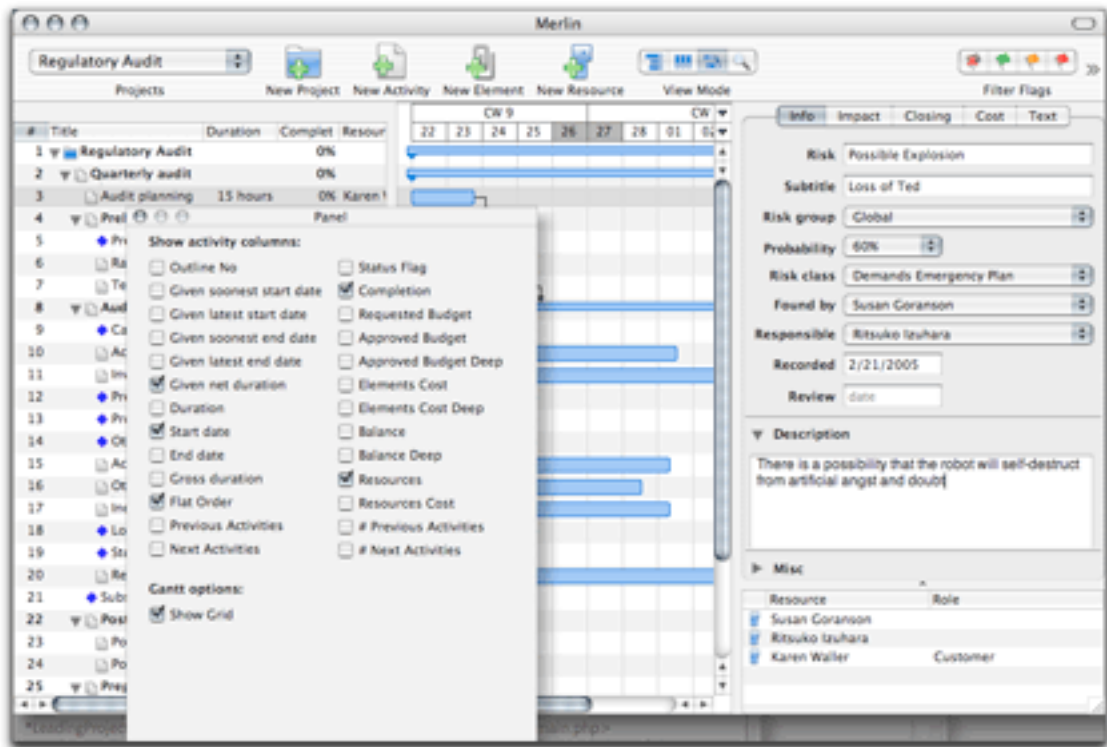 Merlin
Regulatory Audit
Projects New Project New Activity New Element New Resource View Mode Filter Flags
CW 9 CW
# Title Duration Complet Resour 22 23 24 25 26 27 28 01
1 Regulatory Audit 0%
2 Quarterly audit 0%
3 Audit planning 15 hours 0% Karen
4
5
6
7
8
9
10
11
12
13
14
15
16
17
18
19
20
21
22
23
24
25
Panel
Show activity columns:
Outline No
Given soonest start date
Given latest start date
Given soonest end date
Given latest end date
Given net duration
Duration
Start date
End date
Gross duration
Flat Order
Previous Activities
Next Activities
Status Flag
Completion
Requested Budget
Approved Budget
Approved Budget Deep
Elements Cost
Elements Cost Deep
Balance
Balance Deep
Resources
Resources Cost
# Previous Activities
# Next Activities
Gantt options:
Show Grid
Info Impact Closing Cost Text
Risk Possible Explosion
Subtitle Loss of Ted
Risk group Global
Probability 60%
Risk class Demands Emergency Plan
Found by Susan Goranson
Responsible Ritsuko Izuhara
Recorded 2/21/2005
Review date
Description
There is a possibility that the robot will self-destruct
from artificial angst and doubt
Misc
Resource Role
Susan Goranson
Ritsuko Izuhara
Karen Waller Customer